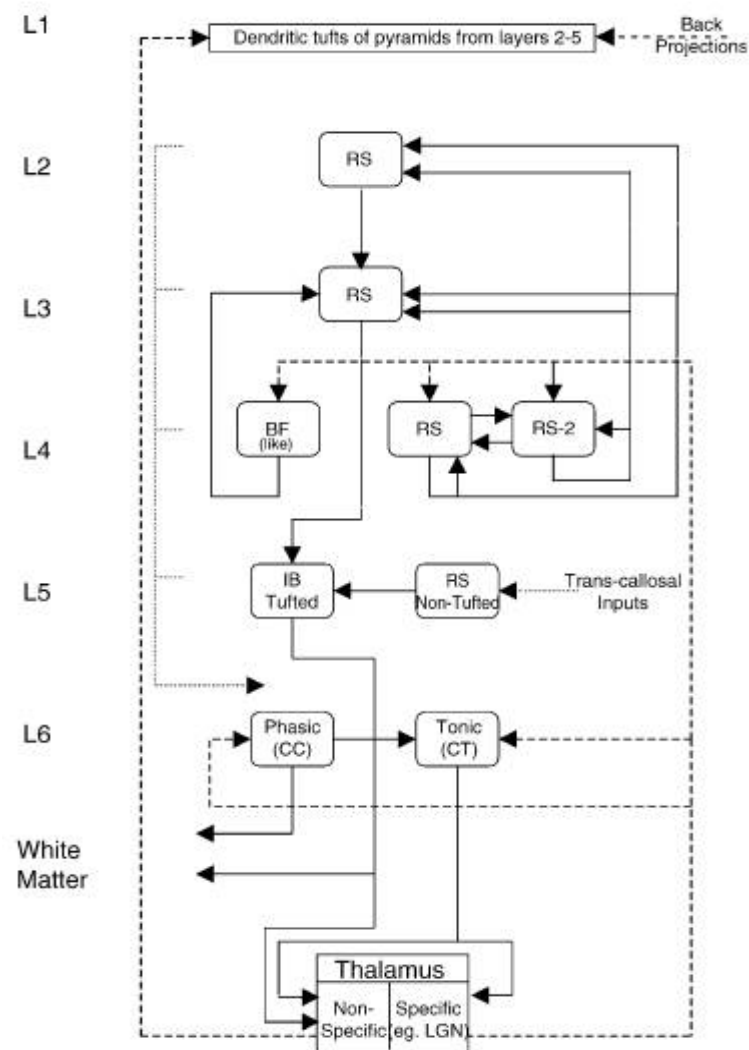 L1
Dendritic tufts of pyramids from layers 2-5
Back
Projections
L2
RS
L3
RS
L4
BF
(like)
RS
RS-2
L5
IB
Tufted
RS
Non-Tufted
Trans-callosal
Inputs
L6
Phasic
(CC)
Tonic
(CT)
White
Matter
Thalamus
Non-
Specific
Specific
(eg. LGN)